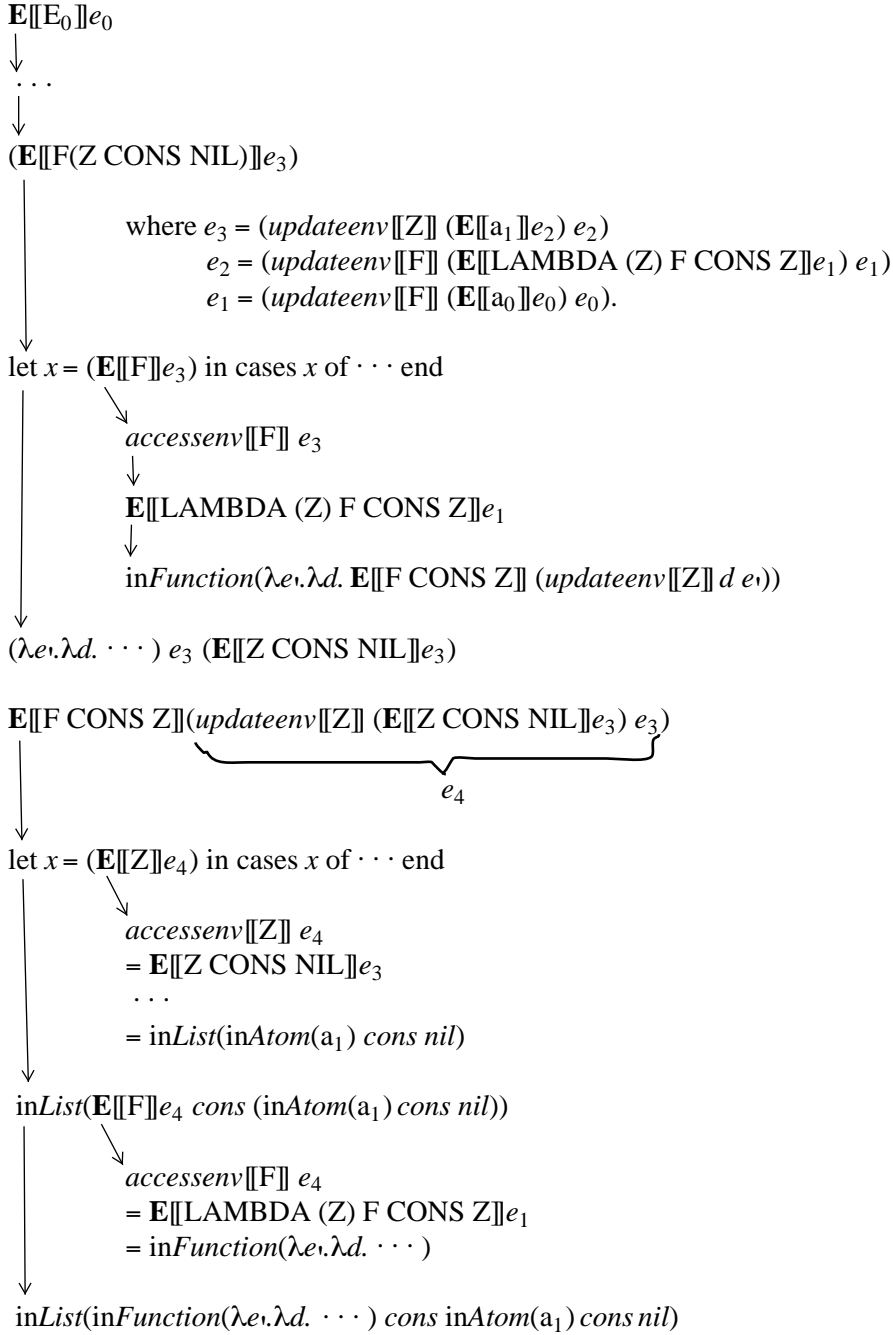 E⟦E₀⟧e₀
· · ·
(E⟦F(Z CONS NIL)⟧e₃)
where e₃ = (updateenv⟦Z⟧ (E⟦a₁⟧e₂) e₂)
e₂ = (updateenv⟦F⟧ (E⟦LAMBDA (Z) F CONS Z⟧e₁) e₁)
e₁ = (updateenv⟦F⟧ (E⟦a₀⟧e₀) e₀).
let x = (E⟦F⟧e₃) in cases x of · · · end
accessenv⟦F⟧ e₃
E⟦LAMBDA (Z) F CONS Z⟧e₁
inFunction(λe′.λd. E⟦F CONS Z⟧ (updateenv⟦Z⟧ d e′))
(λe′.λd. · · · ) e₃ (E⟦Z CONS NIL⟧e₃)
E⟦F CONS Z⟧(updateenv⟦Z⟧ (E⟦Z CONS NIL⟧e₃) e₃)
e₄
let x = (E⟦Z⟧e₄) in cases x of · · · end
accessenv⟦Z⟧ e₄
= E⟦Z CONS NIL⟧e₃
· · ·
= inList(inAtom(a₁) cons nil)
inList(E⟦F⟧e₄ cons (inAtom(a₁) cons nil))
accessenv⟦F⟧ e₄
= E⟦LAMBDA (Z) F CONS Z⟧e₁
= inFunction(λe′.λd. · · · )
inList(inFunction(λe′.λd. · · · ) cons inAtom(a₁) cons nil)